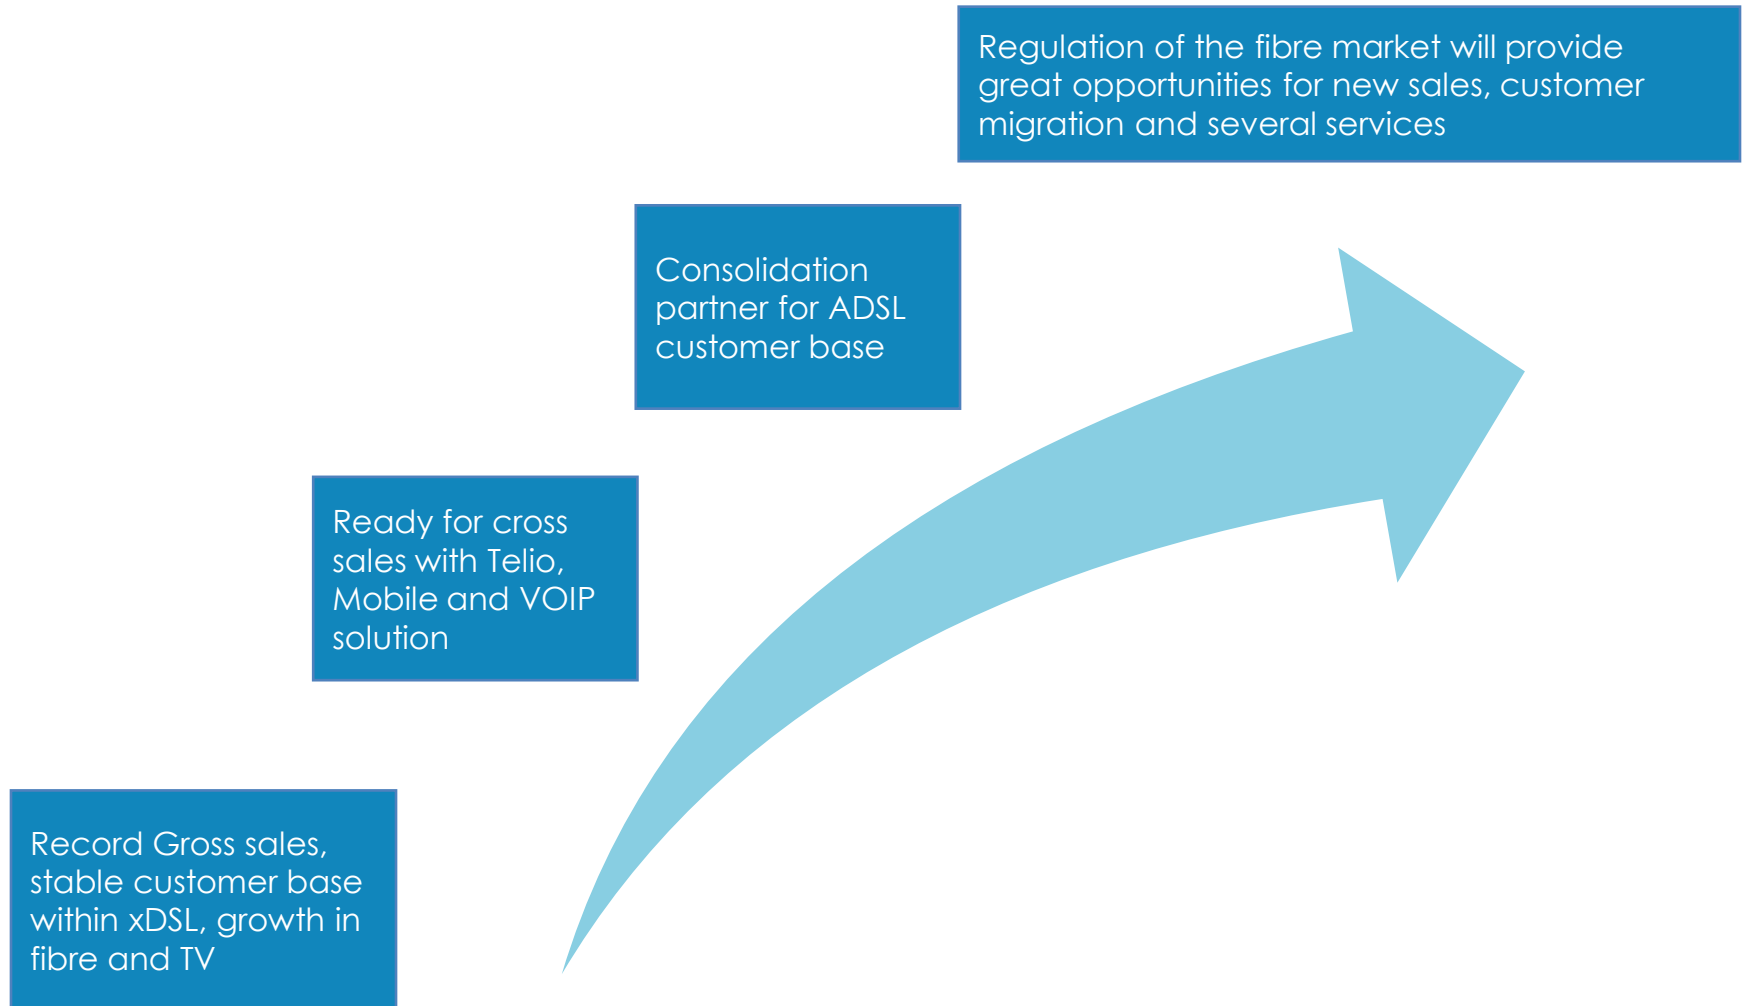 Regulation of the fibre market will provide
great opportunities for new sales, customer
migration and several services
Consolidation
partner for ADSL
customer base
Ready for cross
sales with Telio,
Mobile and VOIP
solution
Record Gross sales,
stable customer base
within xDSL, growth in
fibre and TV